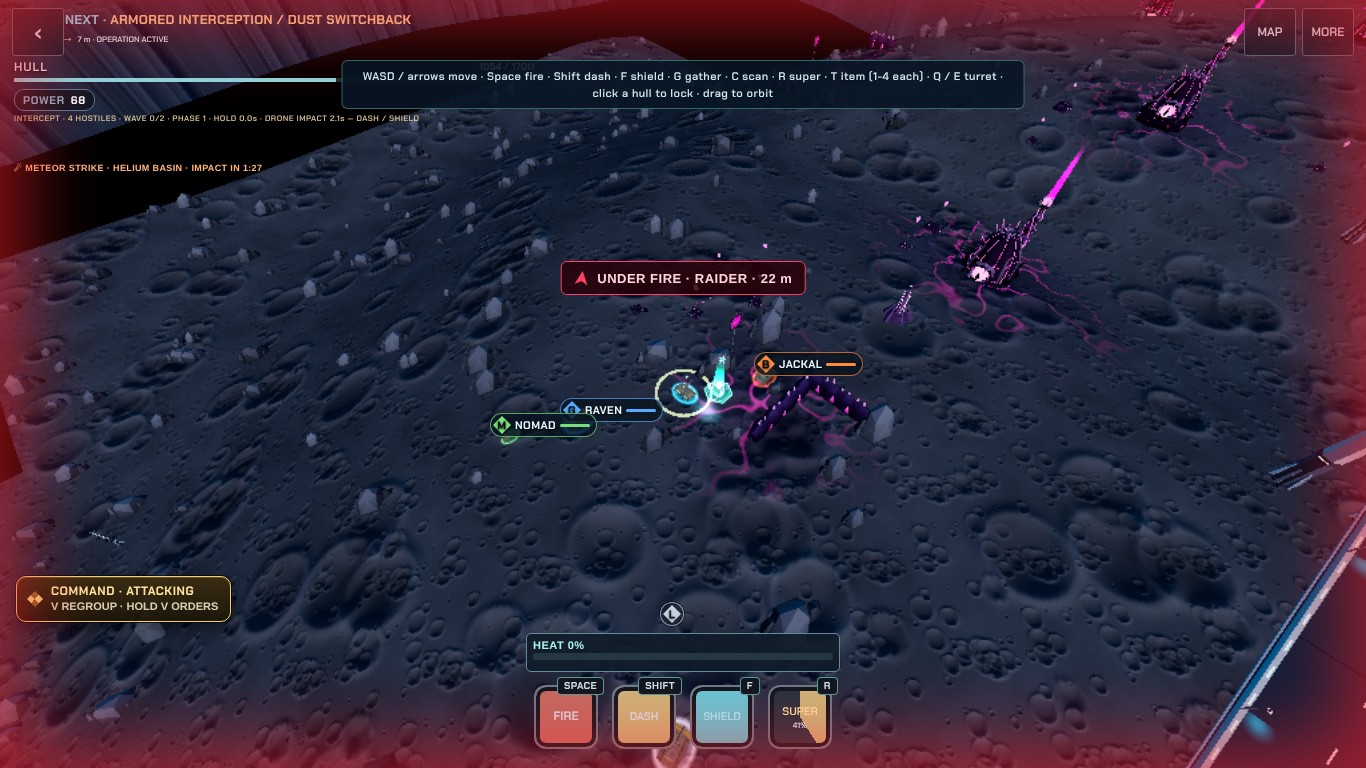 ‹
NEXT · ARMORED INTERCEPTION / DUST SWITCHBACK
→ 7 m · OPERATION ACTIVE
MAP
MORE
HULL
1054 / 1700
WASD / arrows move · Space fire · Shift dash · F shield · G gather · C scan · R super · T item (1-4 each) · Q / E turret ·
click a hull to lock · drag to orbit
POWER 68
INTERCEPT · 4 HOSTILES · WAVE 0/2 · PHASE 1 · HOLD 0.0s · DRONE IMPACT 2.1s — DASH / SHIELD
METEOR STRIKE · HELIUM BASIN · IMPACT IN 1:27
UNDER FIRE · RAIDER · 22 m
B JACKAL
G RAVEN
M NOMAD
COMMAND · ATTACKING
V REGROUP · HOLD V ORDERS
L
HEAT 0%
SPACE
SHIFT
F
R
FIRE
DASH
SHIELD
SUPER
41%